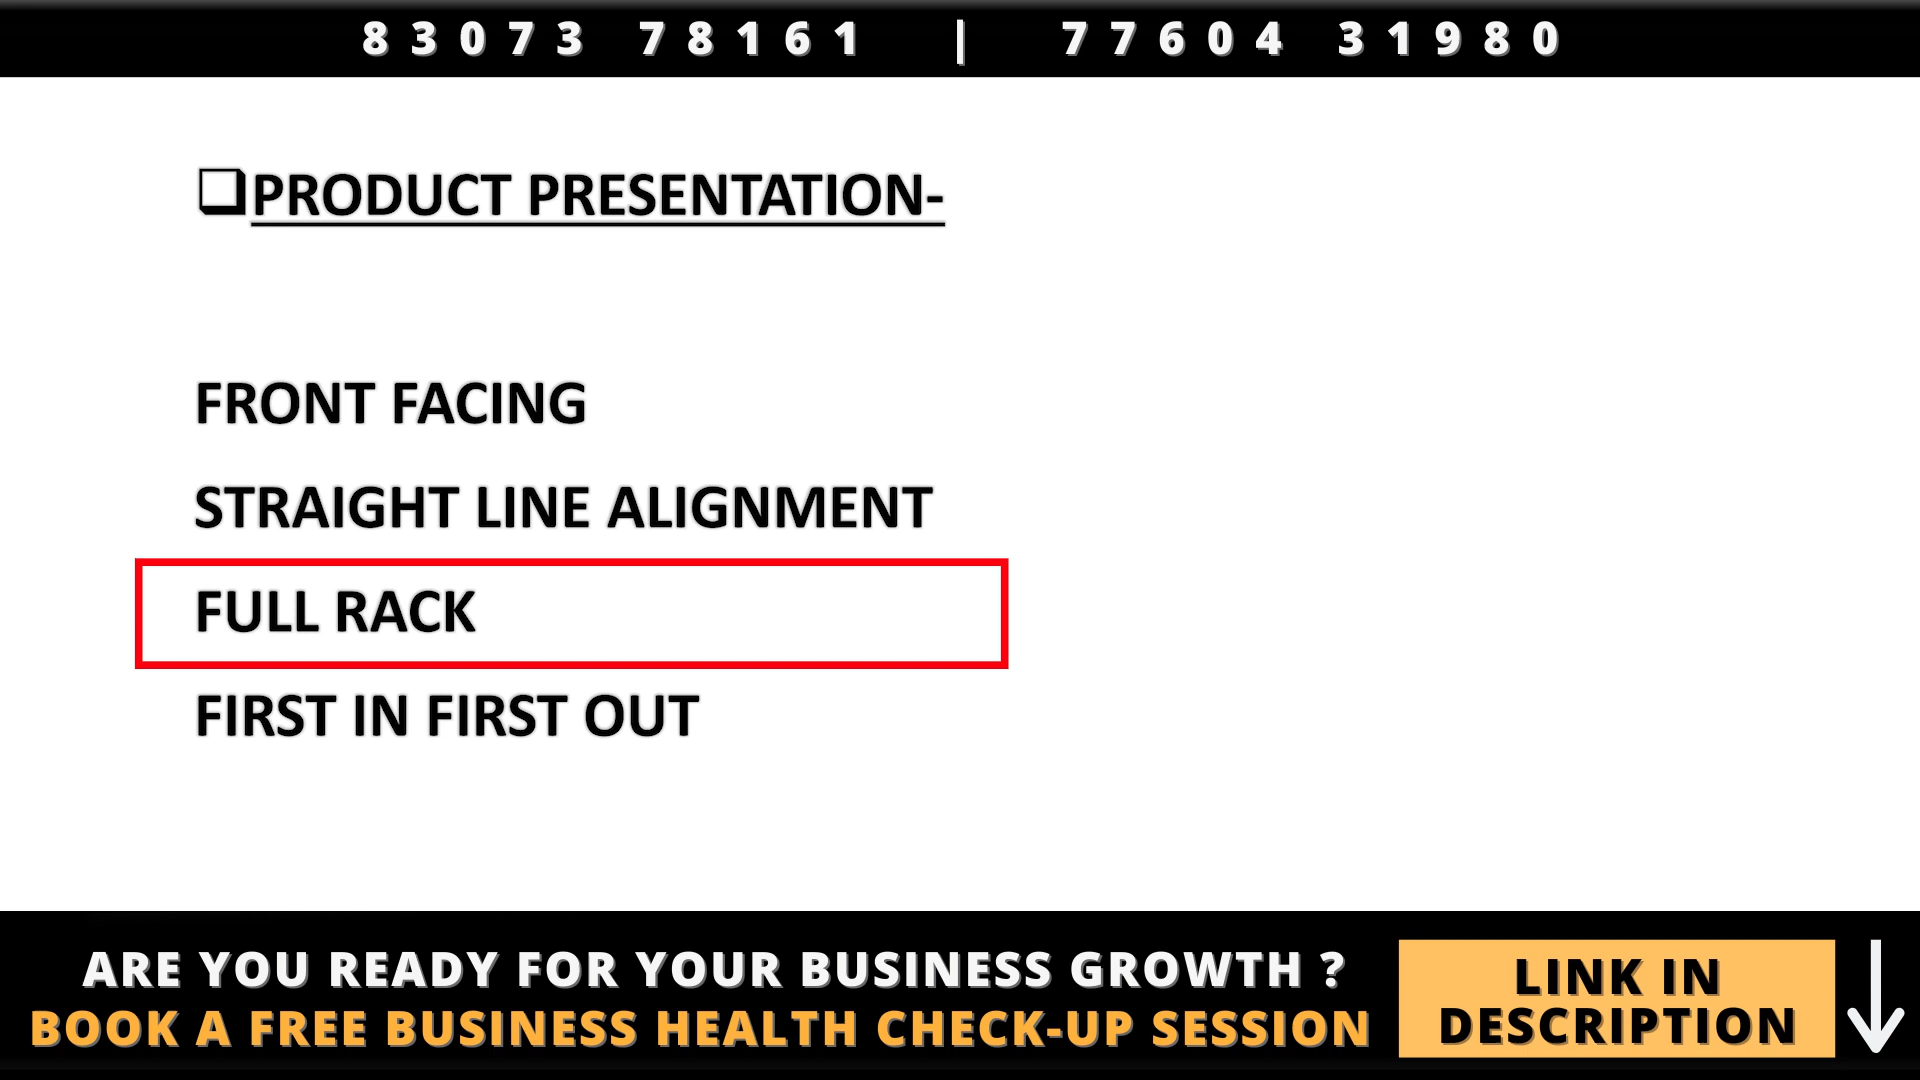 83073 78161 | 77604 31980
❑PRODUCT PRESENTATION-
FRONT FACING
STRAIGHT LINE ALIGNMENT
FULL RACK
FIRST IN FIRST OUT
ARE YOU READY FOR YOUR BUSINESS GROWTH ?
BOOK A FREE BUSINESS HEALTH CHECK-UP SESSION
LINK IN
DESCRIPTION